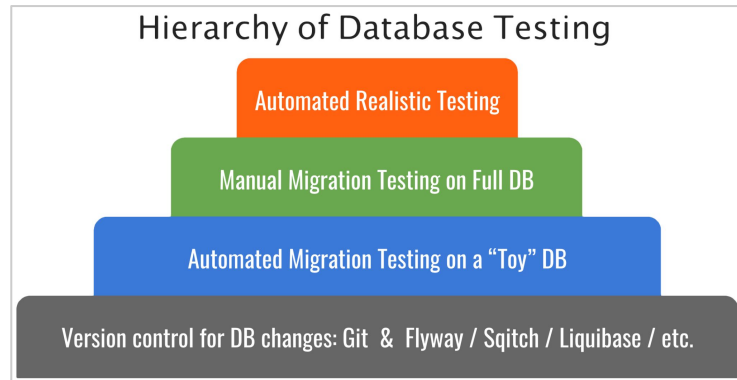 Hierarchy of Database Testing
Automated Realistic Testing
Manual Migration Testing on Full DB
Automated Migration Testing on a “Toy” DB
Version control for DB changes: Git & Flyway / Sqitch / Liquibase / etc.